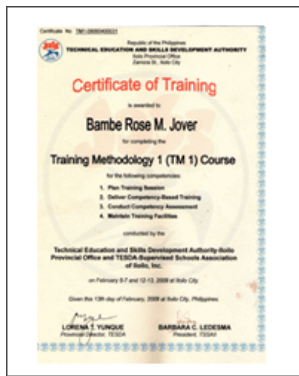 Certificate No.
Republic of the Philippines
TECHNICAL EDUCATION AND SKILLS DEVELOPMENT AUTHORITY
Iloilo Provincial Office
Zamora St., Iloilo City
Certificate of Training
is awarded to
Bambe Rose M. Jover
for completing the
Training Methodology 1 (TM 1) Course
for the following competencies:
1. Plan Training Session
2. Deliver Competency-Based Training
3. Conduct Competency Assessment
4. Maintain Training Facilities
conducted by the
Technical Education and Skills Development Authority-Iloilo
Provincial Office and TESDA-Supervised Schools Association
of Iloilo, Inc.
on February 5-7 and 12-13, 2008 at Iloilo City.
Given this 13th day of February, 2008 at Iloilo City, Philippines.
LORENA T. YUNQUE
Provincial Director, TESDA
BARBARA C. LEDESMA
President, TSSAII